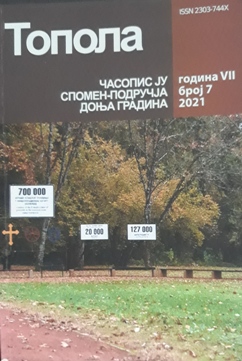 ISSN 2303-744X
Топола
ЧАСОПИС ЈУ
СПОМЕН-ПОДРУЧЈА
ДОЊА ГРАДИНА
година VII
број 7
2021
700 000
20 000
127 000